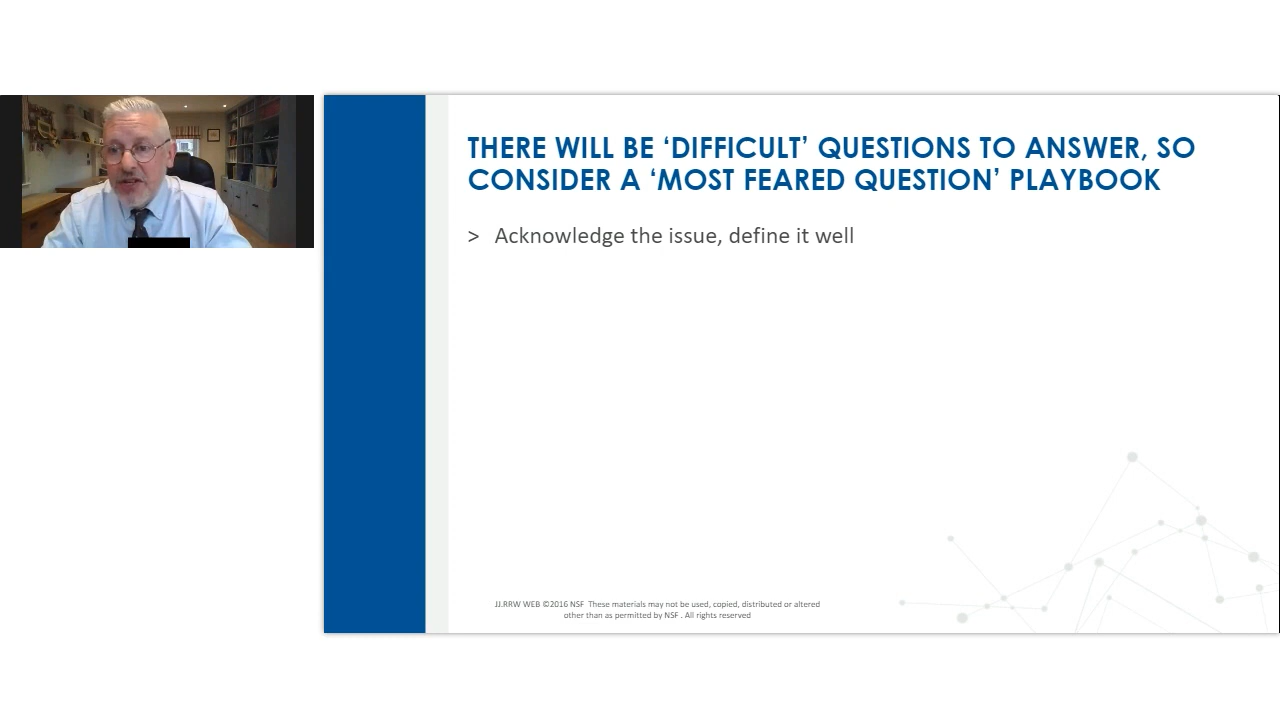 THERE WILL BE ‘DIFFICULT’ QUESTIONS TO ANSWER, SO
CONSIDER A ‘MOST FEARED QUESTION’ PLAYBOOK
> Acknowledge the issue, define it well
JJ.RRW WEB ©2016 NSF These materials may not be used, copied, distributed or altered
other than as permitted by NSF . All rights reserved